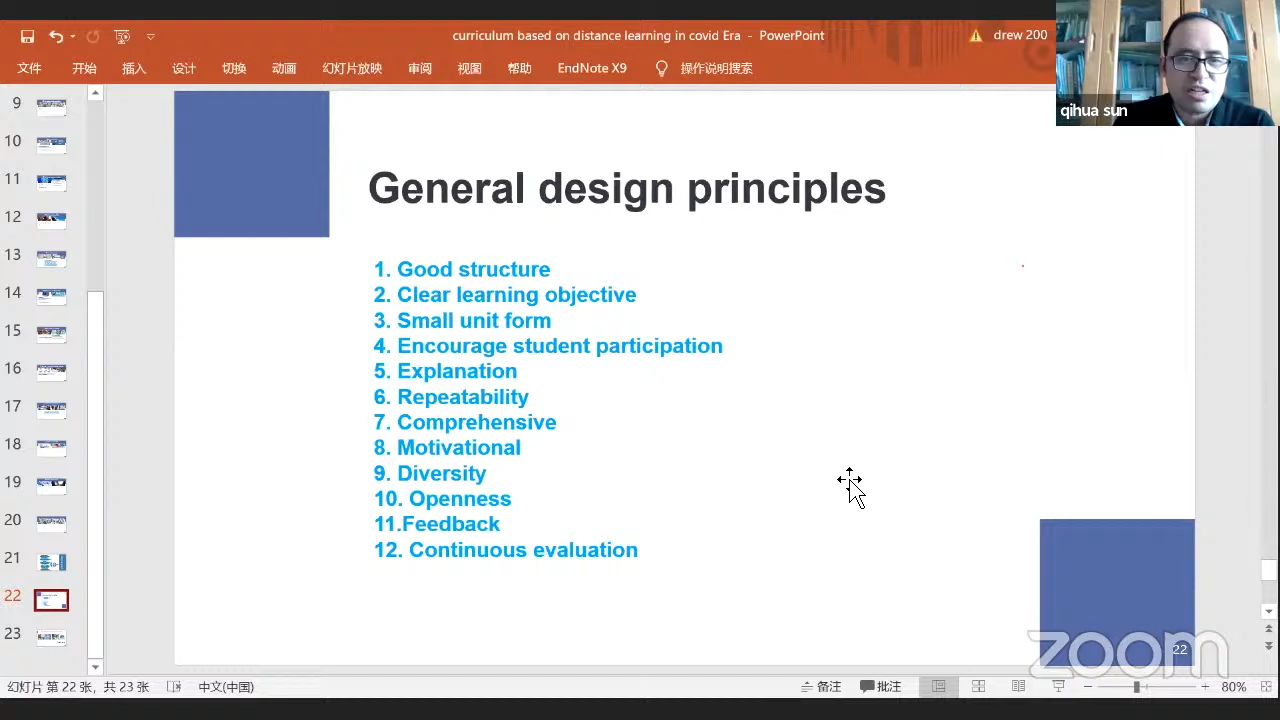 curriculum based on distance learning in covid Era - PowerPoint
drew 200
文件 开始 插入 设计 切换 动画 幻灯片放映 审阅 视图 帮助 EndNote X9 操作说明搜索
qihua sun
9
10
11
12
13
14
15
16
17
18
19
20
21
22
23
General design principles
1. Good structure
2. Clear learning objective
3. Small unit form
4. Encourage student participation
5. Explanation
6. Repeatability
7. Comprehensive
8. Motivational
9. Diversity
10. Openness
11.Feedback
12. Continuous evaluation
zoom
22
幻灯片 第 22 张，共 23 张 中文(中国) 备注 批注 80%